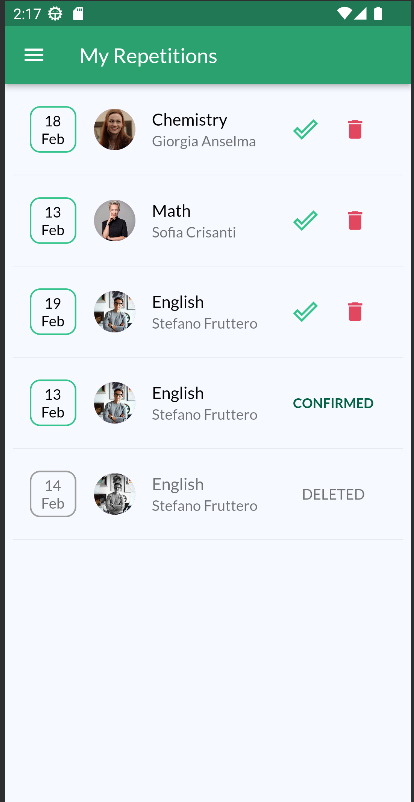 2:17
My Repetitions
18
Feb
Chemistry
Giorgia Anselma
13
Feb
Math
Sofia Crisanti
19
Feb
English
Stefano Fruttero
13
Feb
English
Stefano Fruttero
CONFIRMED
14
Feb
English
Stefano Fruttero
DELETED